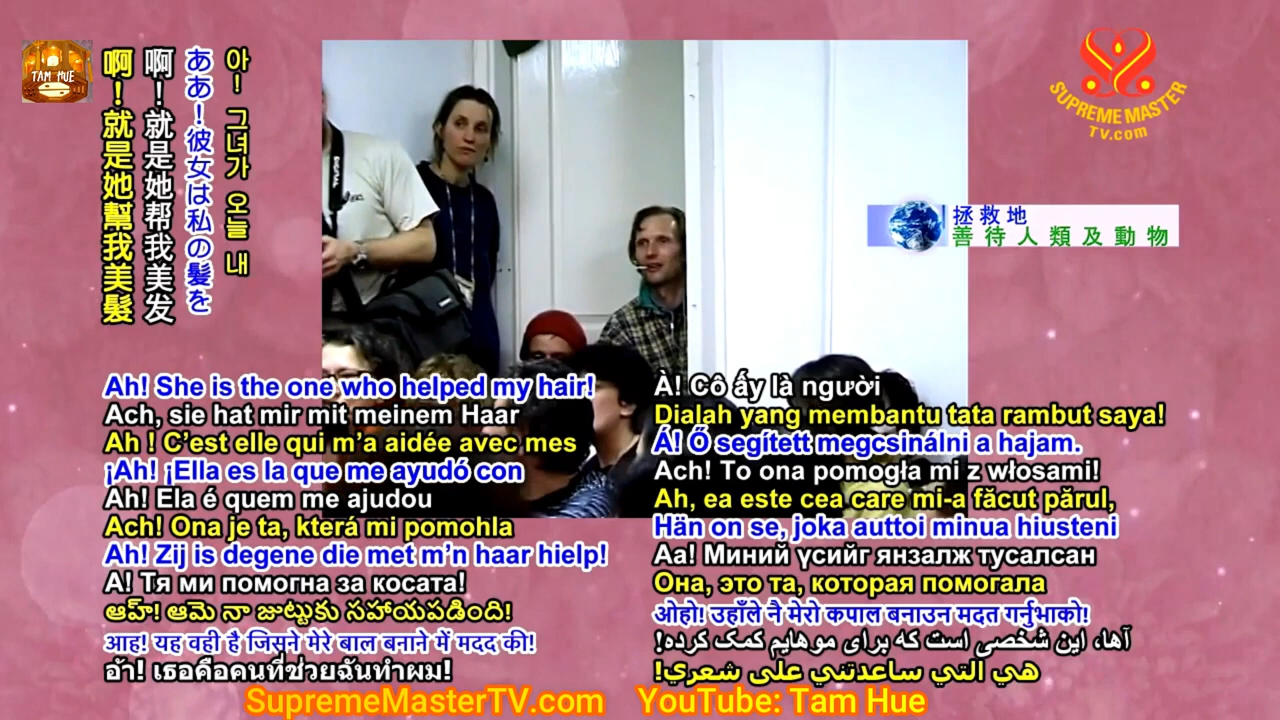 TAM HUE
啊！就是她幫我美髮
啊！就是她帮我美发
ああ！彼女は私の髪を
아! 그녀가 오늘 내
SUPREME MASTER
TV.com
拯救地
善待人類及動物
Ah! She is the one who helped my hair!
Ach, sie hat mir mit meinem Haar
Ah ! C’est elle qui m’a aidée avec mes
¡Ah! ¡Ella es la que me ayudó con
Ah! Ela é quem me ajudou
Ach! Ona je ta, která mi pomohla
Ah! Zij is degene die met m’n haar hielp!
А! Тя ми помогна за косата!
ఆహ్! ఆమె నా జుట్టుకు సహాయపడింది!
आह! यह वही है जिसने मेरे बाल बनाने में मदद की!
อ้า! เธอคือคนที่ช่วยฉันทำผม!
À! Cô ấy là người
Dialah yang membantu tata rambut saya!
Á! Ő segített megcsinálni a hajam.
Ach! To ona pomogła mi z włosami!
Ah, ea este cea care mi-a făcut părul,
Hän on se, joka auttoi minua hiusteni
Аа! Миний үсийг янзалж тусалсан
Она, это та, которая помогала
ओहो! उहाँले नै मेरो कपाल बनाउन मदत गर्नुभाको!
آها، این شخصی است که برای موهایم کمک کرده!
هي التي ساعدتني على شعري!
SupremeMasterTV.com YouTube: Tam Hue